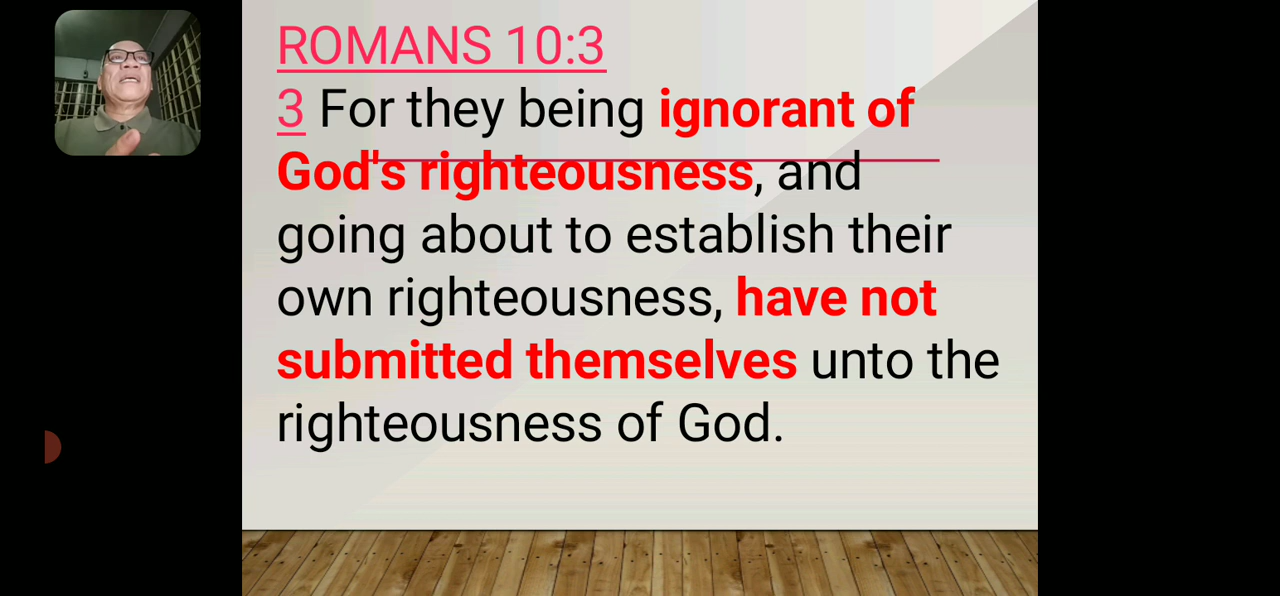 ROMANS 10:3
3 For they being ignorant of
God's righteousness, and
going about to establish their
own righteousness, have not
submitted themselves unto the
righteousness of God.